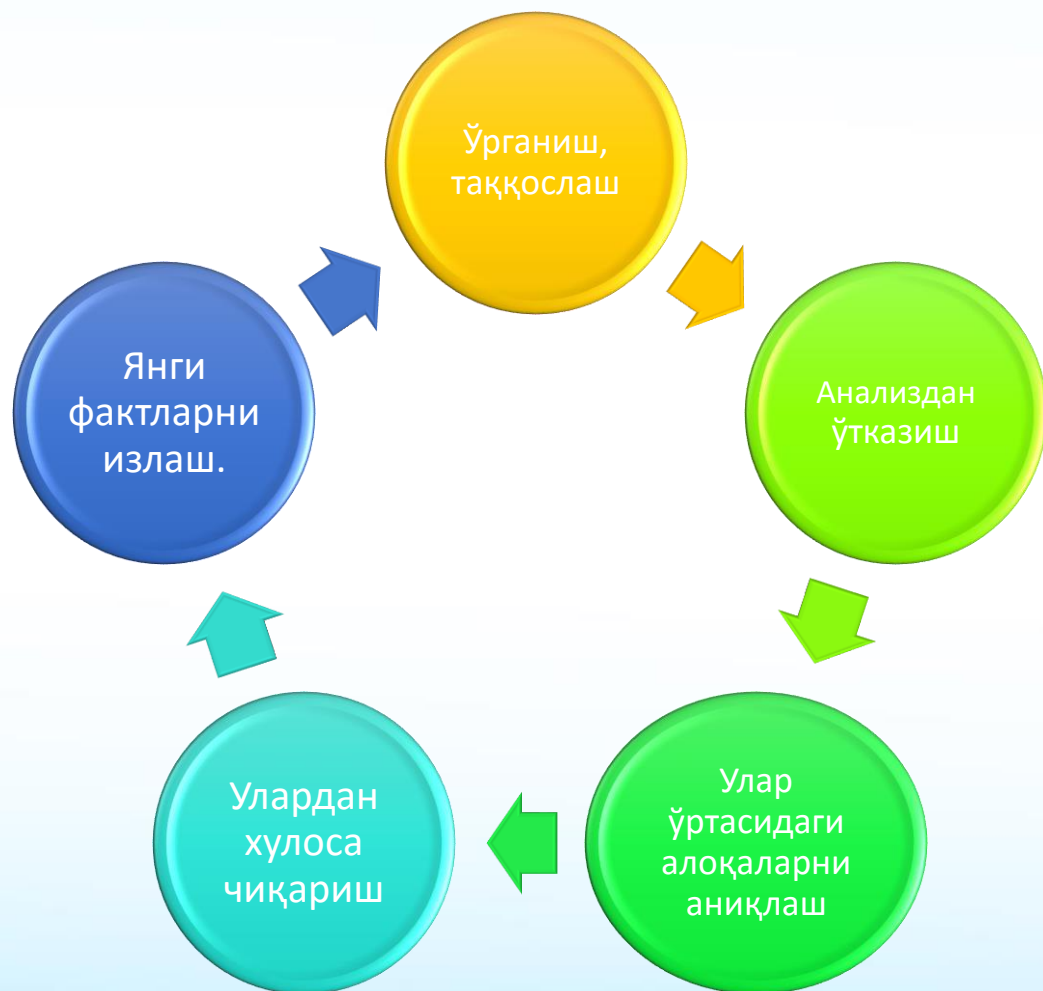 Ўрганиш,
таққослаш
Анализдан
ўтказиш
Улар
ўртасидаги
алоқаларни
аниқлаш
Улардан
хулоса
чиқариш
Янги
фактларни
излаш.